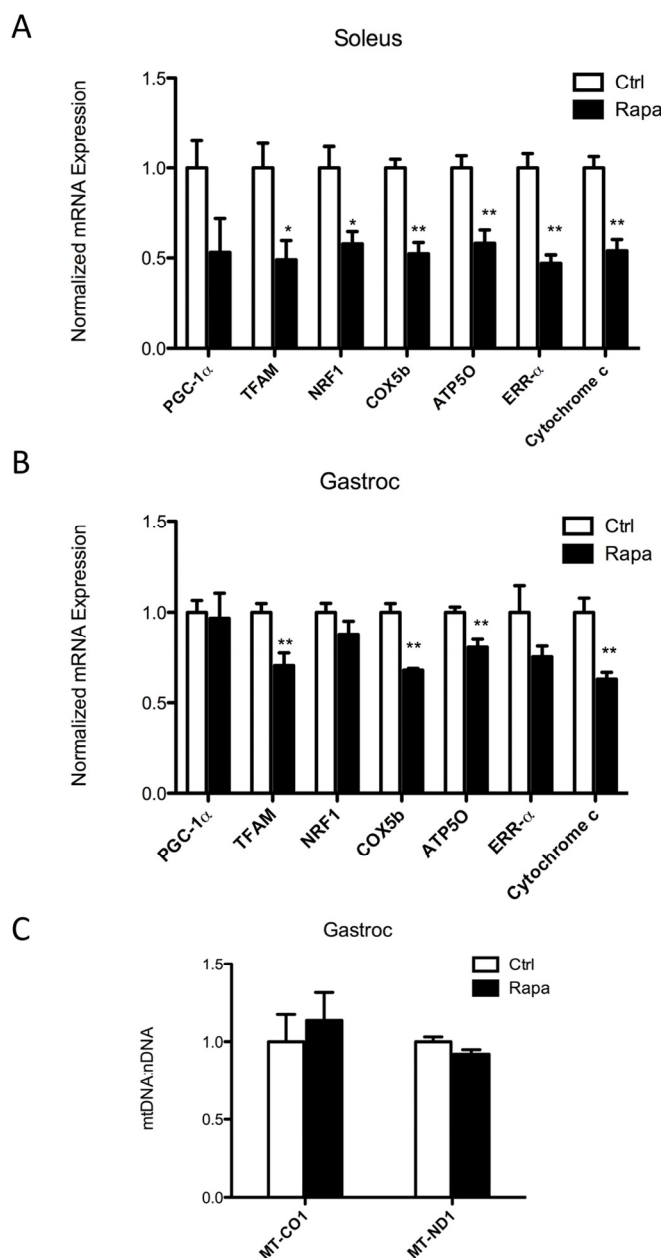 A
Soleus
Normalized mRNA Expression
1.5
1.0
0.5
0.0
Ctrl
Rapa
*
*
**
**
**
**
PGC-1α
TFAM
NRF1
COX5b
ATP5O
ERR-α
Cytochrome c
B
Gastroc
Normalized mRNA Expression
1.5
1.0
0.5
0.0
Ctrl
Rapa
**
**
**
**
PGC-1α
TFAM
NRF1
COX5b
ATP5O
ERR-α
Cytochrome c
C
Gastroc
mtDNA:nDNA
1.5
1.0
0.5
0.0
Ctrl
Rapa
MT-CO1
MT-ND1